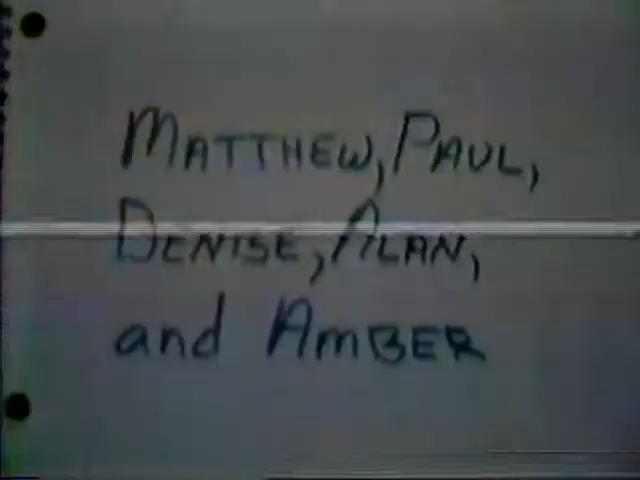 MATTHEW, PAUL,
DENISE, ALAN,
and AMBER